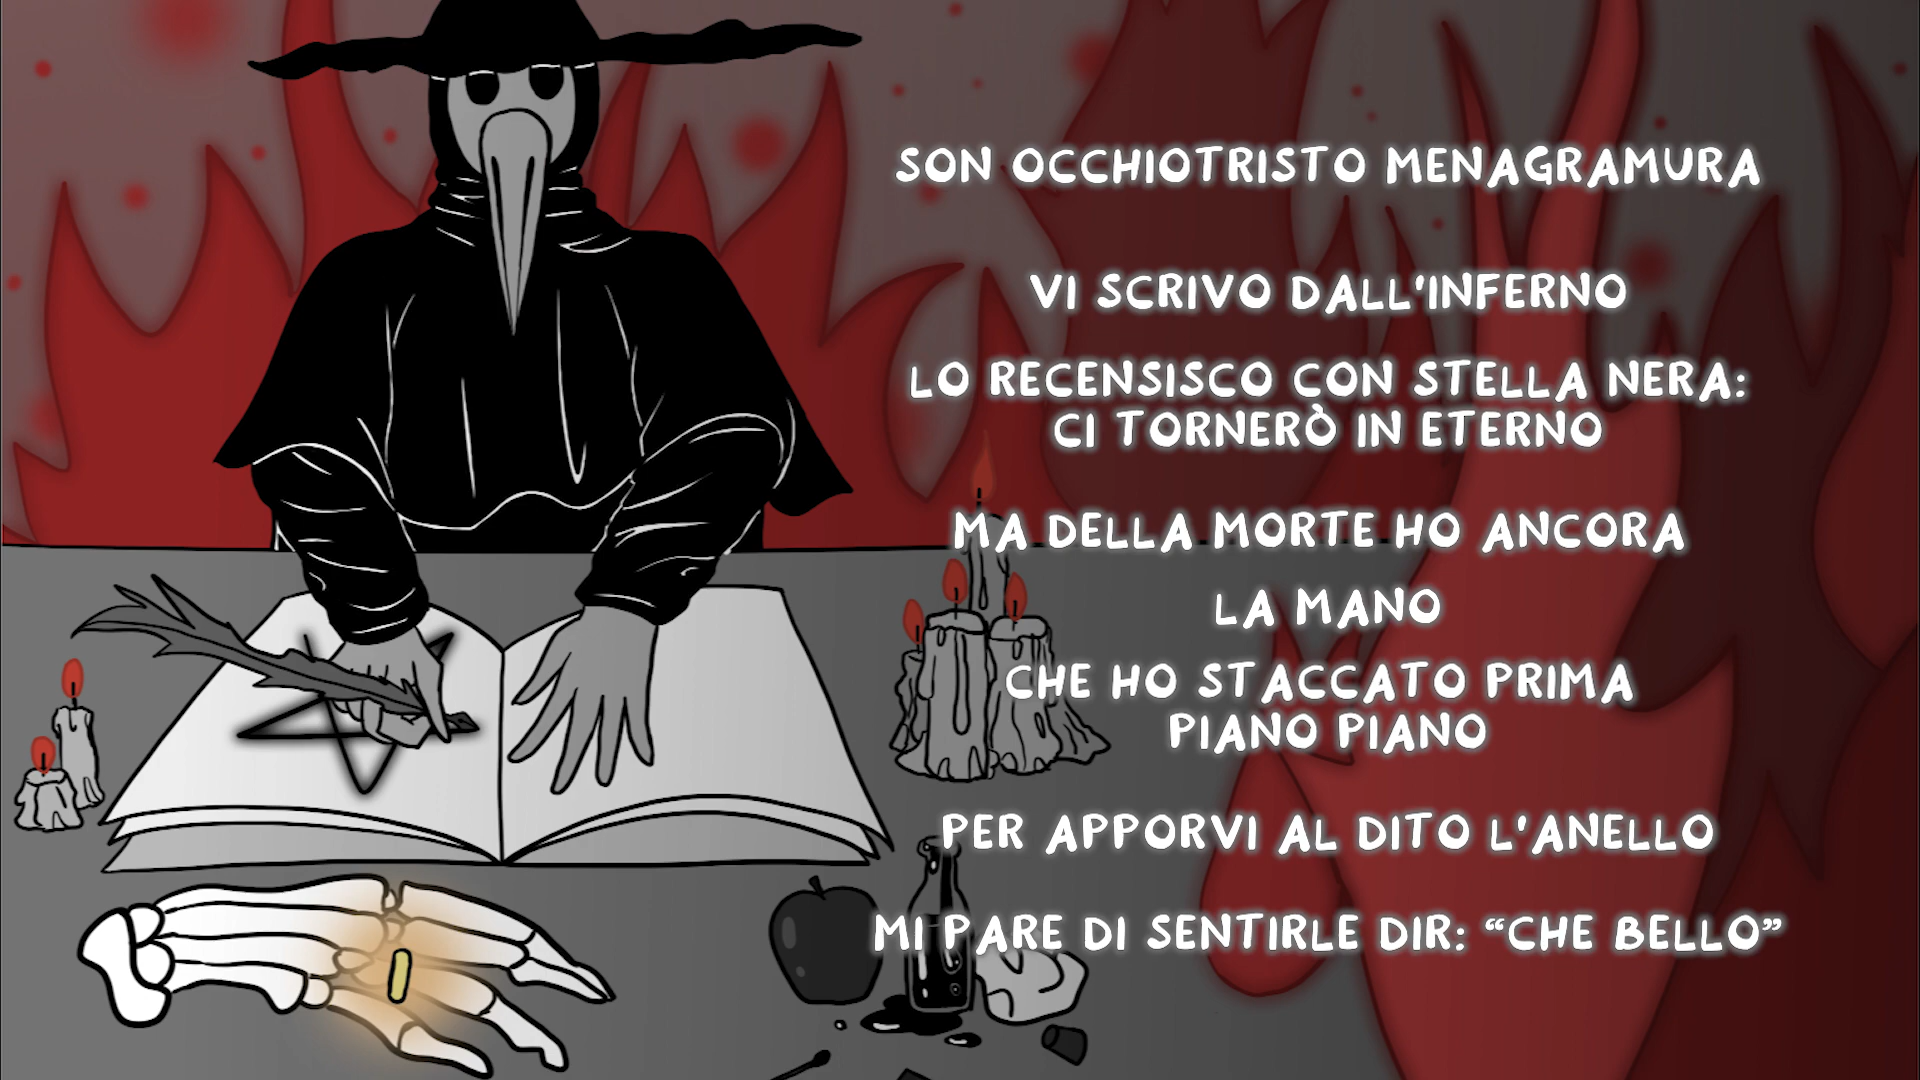 SON OCCHIOTRISTO MENAGRAMURA
VI SCRIVO DALL'INFERNO
LO RECENSISCO CON STELLA NERA:
CI TORNERÒ IN ETERNO
MA DELLA MORTE HO ANCORA
LA MANO
CHE HO STACCATO PRIMA
PIANO PIANO
PER APPORVI AL DITO L'ANELLO
MI PARE DI SENTIRLE DIR: “CHE BELLO”